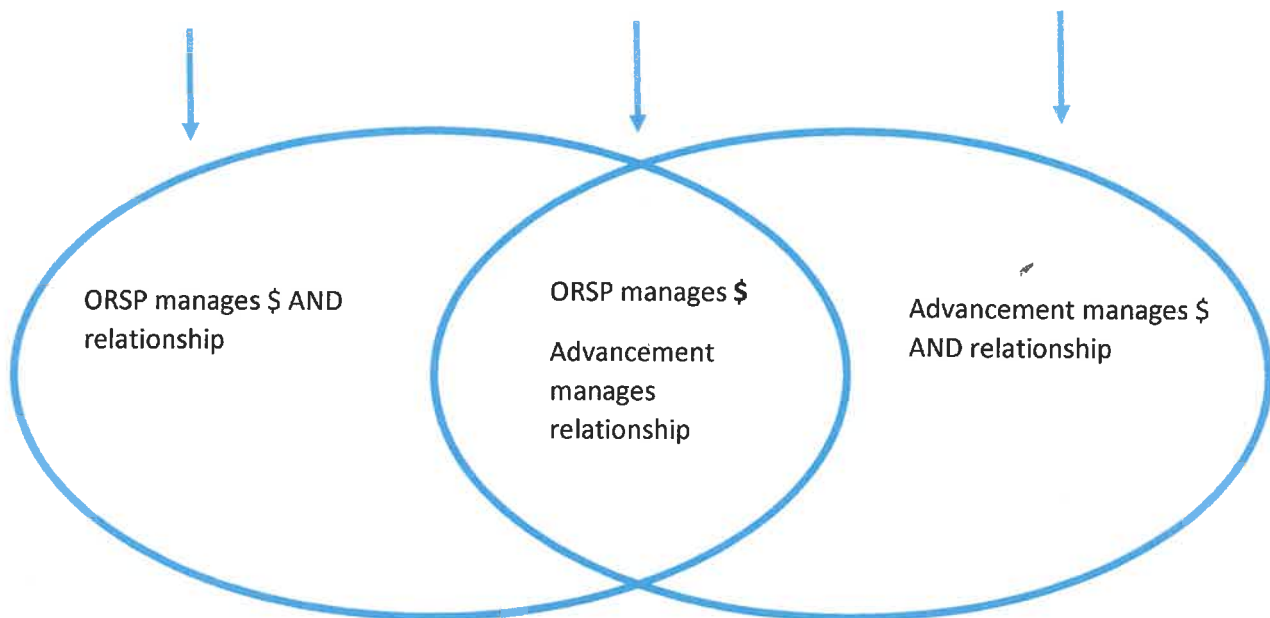 ORSP manages $ AND
relationship
ORSP manages $
Advancement
manages
relationship
Advancement manages $
AND relationship